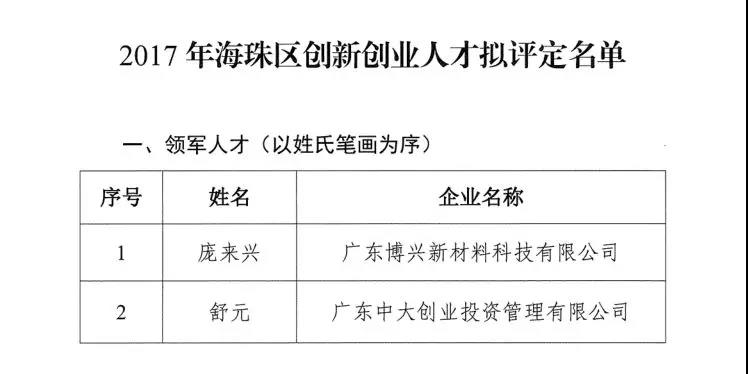 2017 年海珠区创新创业人才拟评定名单
一、领军人才（以姓氏笔画为序）
序号 姓名 企业名称
1 庞来兴 广东博兴新材料科技有限公司
2 舒元 广东中大创业投资管理有限公司